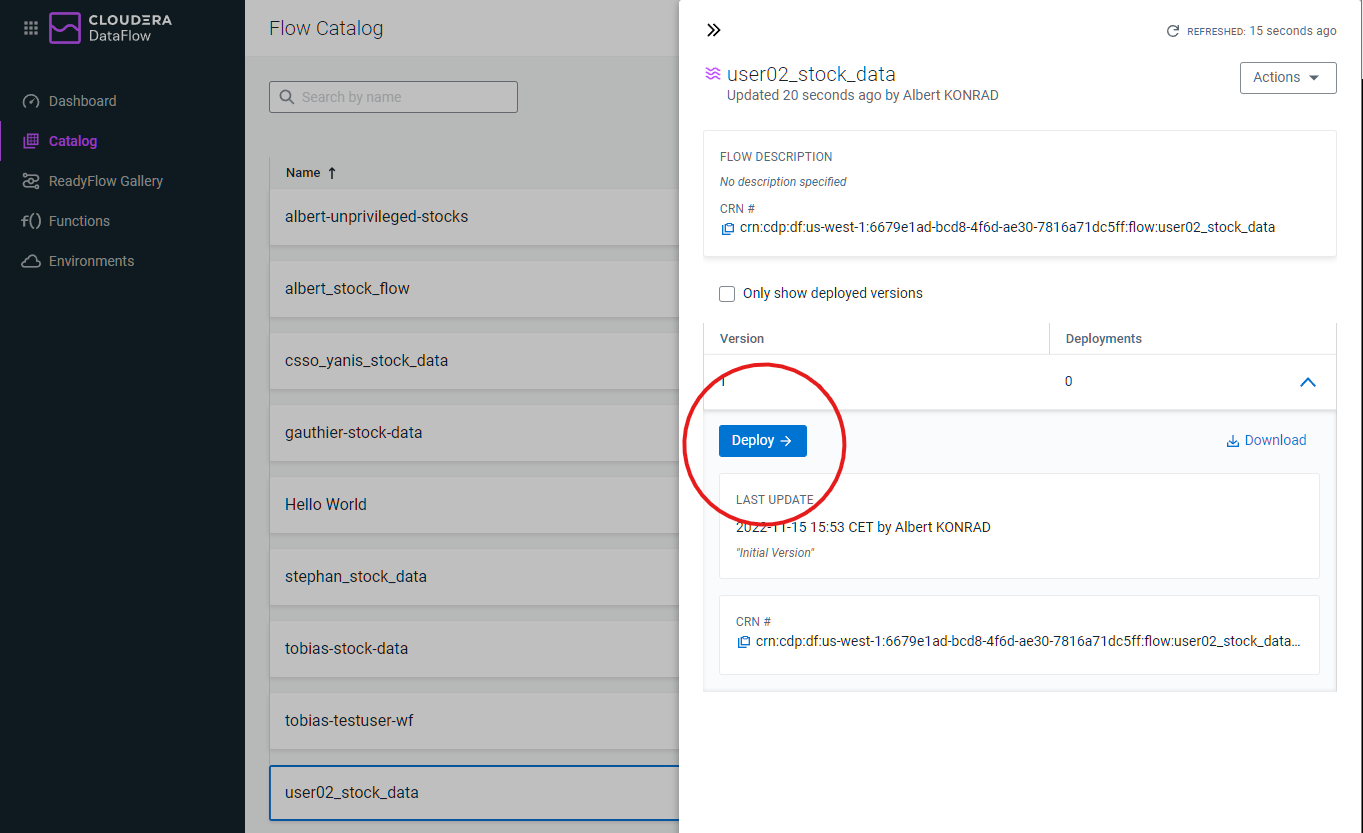 CLOUDERA
DataFlow
Dashboard
Catalog
ReadyFlow Gallery
f() Functions
Environments
Flow Catalog
Search by name
Name ↑
albert-unprivileged-stocks
albert_stock_flow
csso_yanis_stock_data
gauthier-stock-data
Hello World
stephan_stock_data
tobias-stock-data
tobias-testuser-wf
user02_stock_data
REFRESHED: 15 seconds ago
user02_stock_data
Updated 20 seconds ago by Albert KONRAD
Actions
FLOW DESCRIPTION
No description specified
CRN #
crn:cdp:df:us-west-1:6679e1ad-bcd8-4f6d-ae30-7816a71dc5ff:flow:user02_stock_data
Only show deployed versions
Version Deployments
1 0
Deploy → Download
LAST UPDATE
2022-11-15 15:53 CET by Albert KONRAD
"Initial Version"
CRN #
crn:cdp:df:us-west-1:6679e1ad-bcd8-4f6d-ae30-7816a71dc5ff:flow:user02_stock_data...